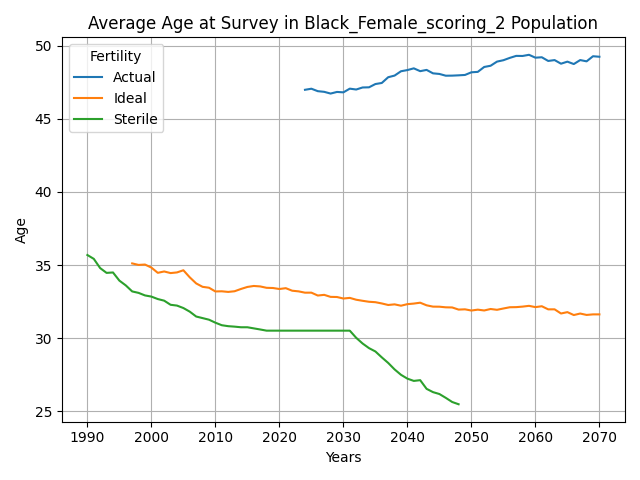 Average Age at Survey in Black_Female_scoring_2 Population
Fertility
Actual
Ideal
Sterile
50
45
40
35
30
25
Age
1990
2000
2010
2020
2030
2040
2050
2060
2070
Years